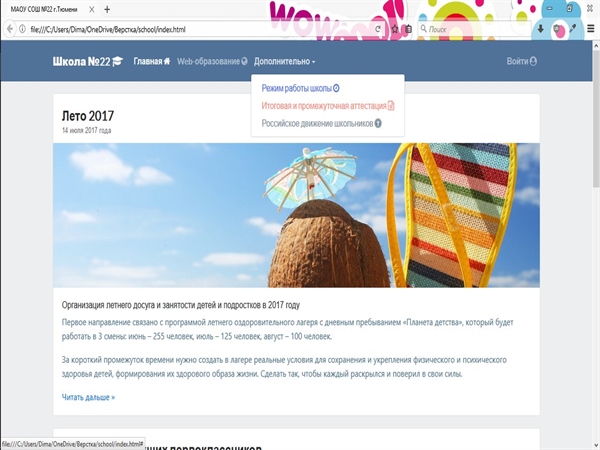 МАОУ СОШ №22 г.Тюмени
file:///C:/Users/Dima/OneDrive/Верстка/school/index.html
Поиск
Школа №22 Главная Web-образование Дополнительно Войти
Режим работы школы
Итоговая и промежуточная аттестация
Российское движение школьников
Лето 2017
14 июля 2017 года
Организация летнего досуга и занятости детей и подростков в 2017 году
Первое направление связано с программой летнего оздоровительного лагеря с дневным пребыванием «Планета детства», который будет
работать в 3 смены: июнь – 255 человек, июль – 125 человек, август – 100 человек.
За короткий промежуток времени нужно создать в лагере реальные условия для сохранения и укрепления физического и психического
здоровья детей, формирования их здорового образа жизни. Сделать так, чтобы каждый раскрылся и поверил в свои силы.
Читать дальше »
file:///C:/Users/Dima/OneDrive/Верстка/school/index.html#